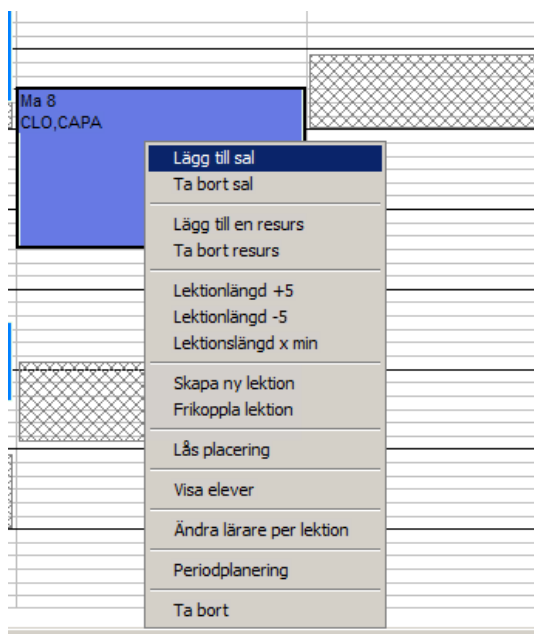 Ma 8
CLO,CAPA
Lägg till sal
Ta bort sal
Lägg till en resurs
Ta bort resurs
Lektionlängd +5
Lektionlängd -5
Lektionslängd x min
Skapa ny lektion
Frikoppla lektion
Lås placering
Visa elever
Ändra lärare per lektion
Periodplanering
Ta bort